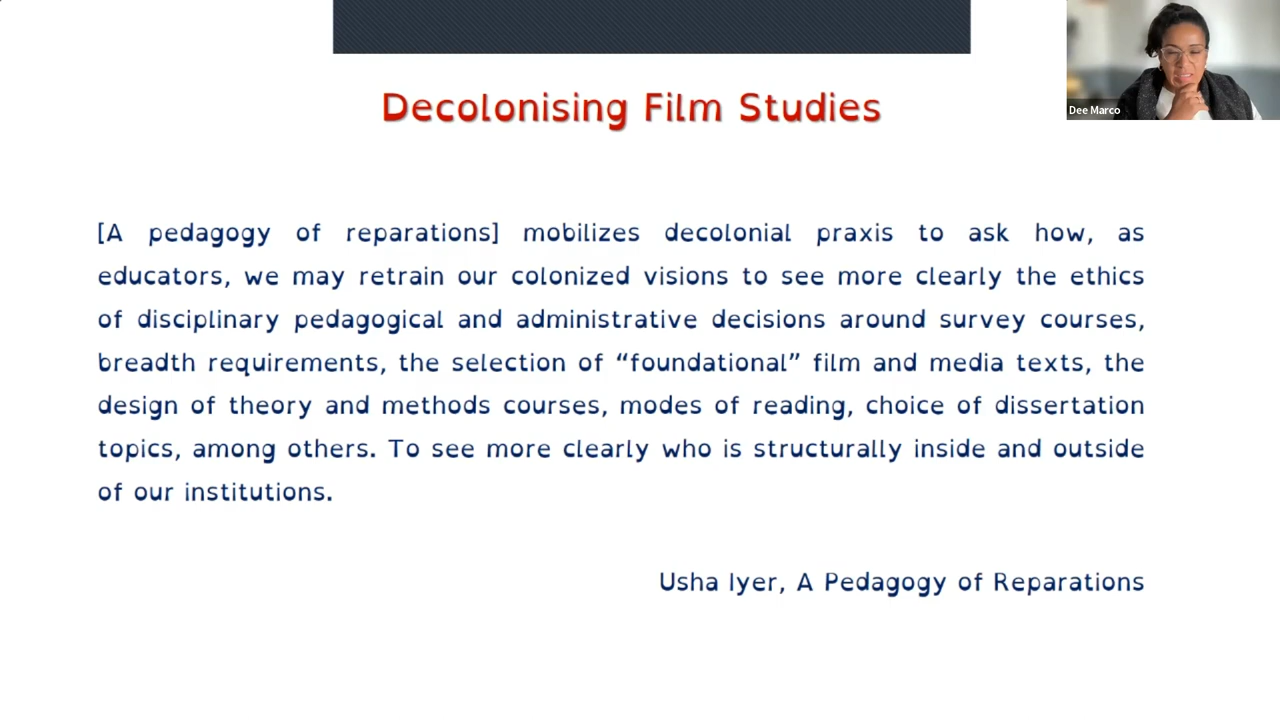 Dee Marco
Decolonising Film Studies
[A pedagogy of reparations] mobilizes decolonial praxis to ask how, as
educators, we may retrain our colonized visions to see more clearly the ethics
of disciplinary pedagogical and administrative decisions around survey courses,
breadth requirements, the selection of “foundational” film and media texts, the
design of theory and methods courses, modes of reading, choice of dissertation
topics, among others. To see more clearly who is structurally inside and outside
of our institutions.
Usha Iyer, A Pedagogy of Reparations